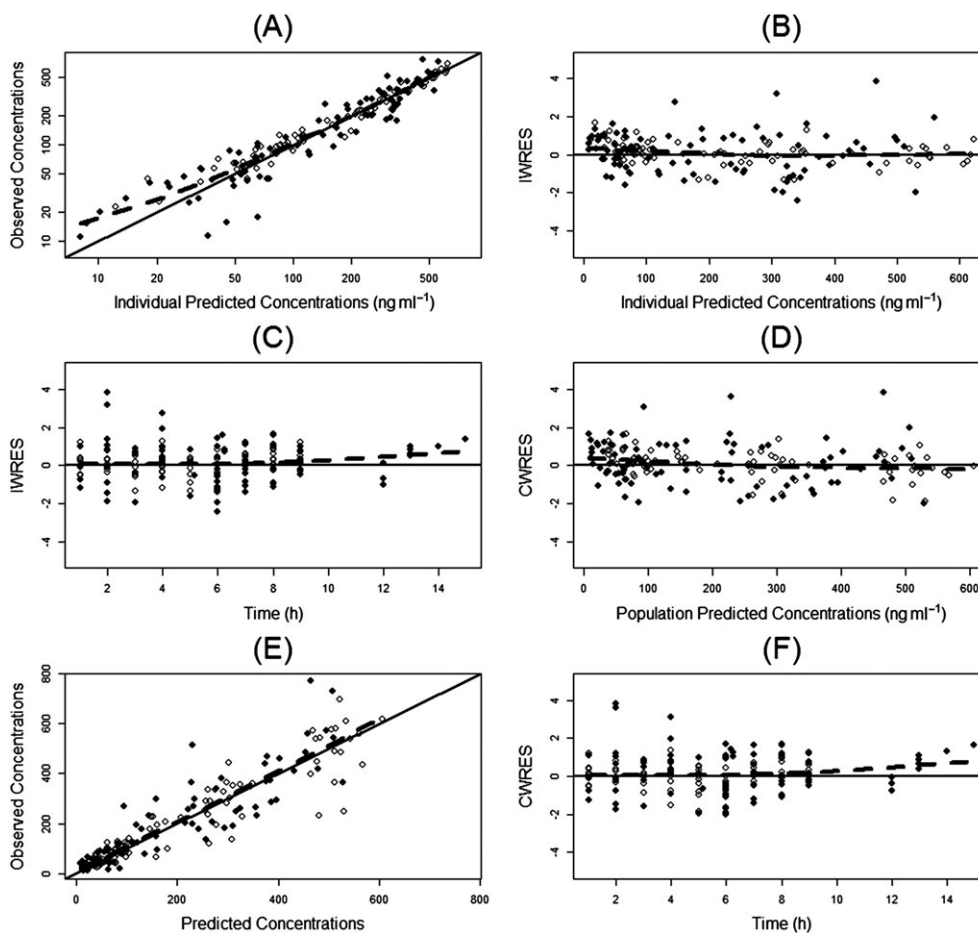 (A)
Observed Concentrations
500
200
100
50
20
10
10 20 50 100 200 500
Individual Predicted Concentrations (ng ml⁻¹)
(B)
IWRES
4
2
0
-2
-4
0 100 200 300 400 500 600
Individual Predicted Concentrations (ng ml⁻¹)
(C)
IWRES
4
2
0
-2
-4
2 4 6 8 10 12 14
Time (h)
(D)
CWRES
4
2
0
-2
-4
0 100 200 300 400 500 600
Population Predicted Concentrations (ng ml⁻¹)
(E)
Observed Concentrations
800
600
400
200
0
0 200 400 600 800
Predicted Concentrations
(F)
CWRES
4
2
0
-2
-4
2 4 6 8 10 12 14
Time (h)